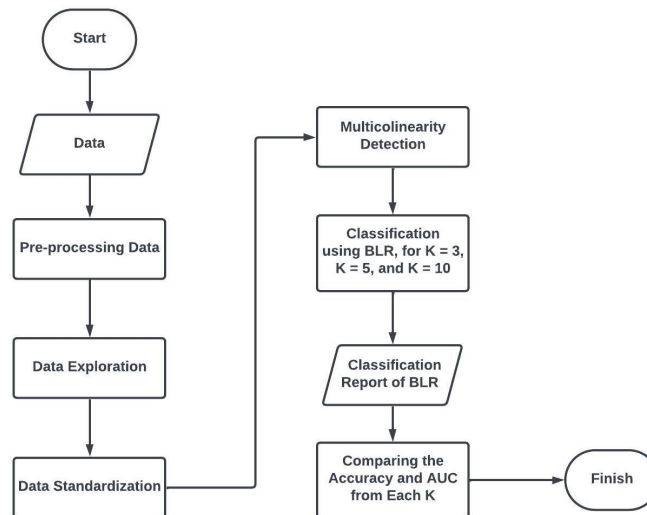 Start
Data
Pre-processing Data
Data Exploration
Data Standardization
Multicolinearity
Detection
Classification
using BLR, for K = 3,
K = 5, and K = 10
Classification
Report of BLR
Comparing the
Accuracy and AUC
from Each K
Finish